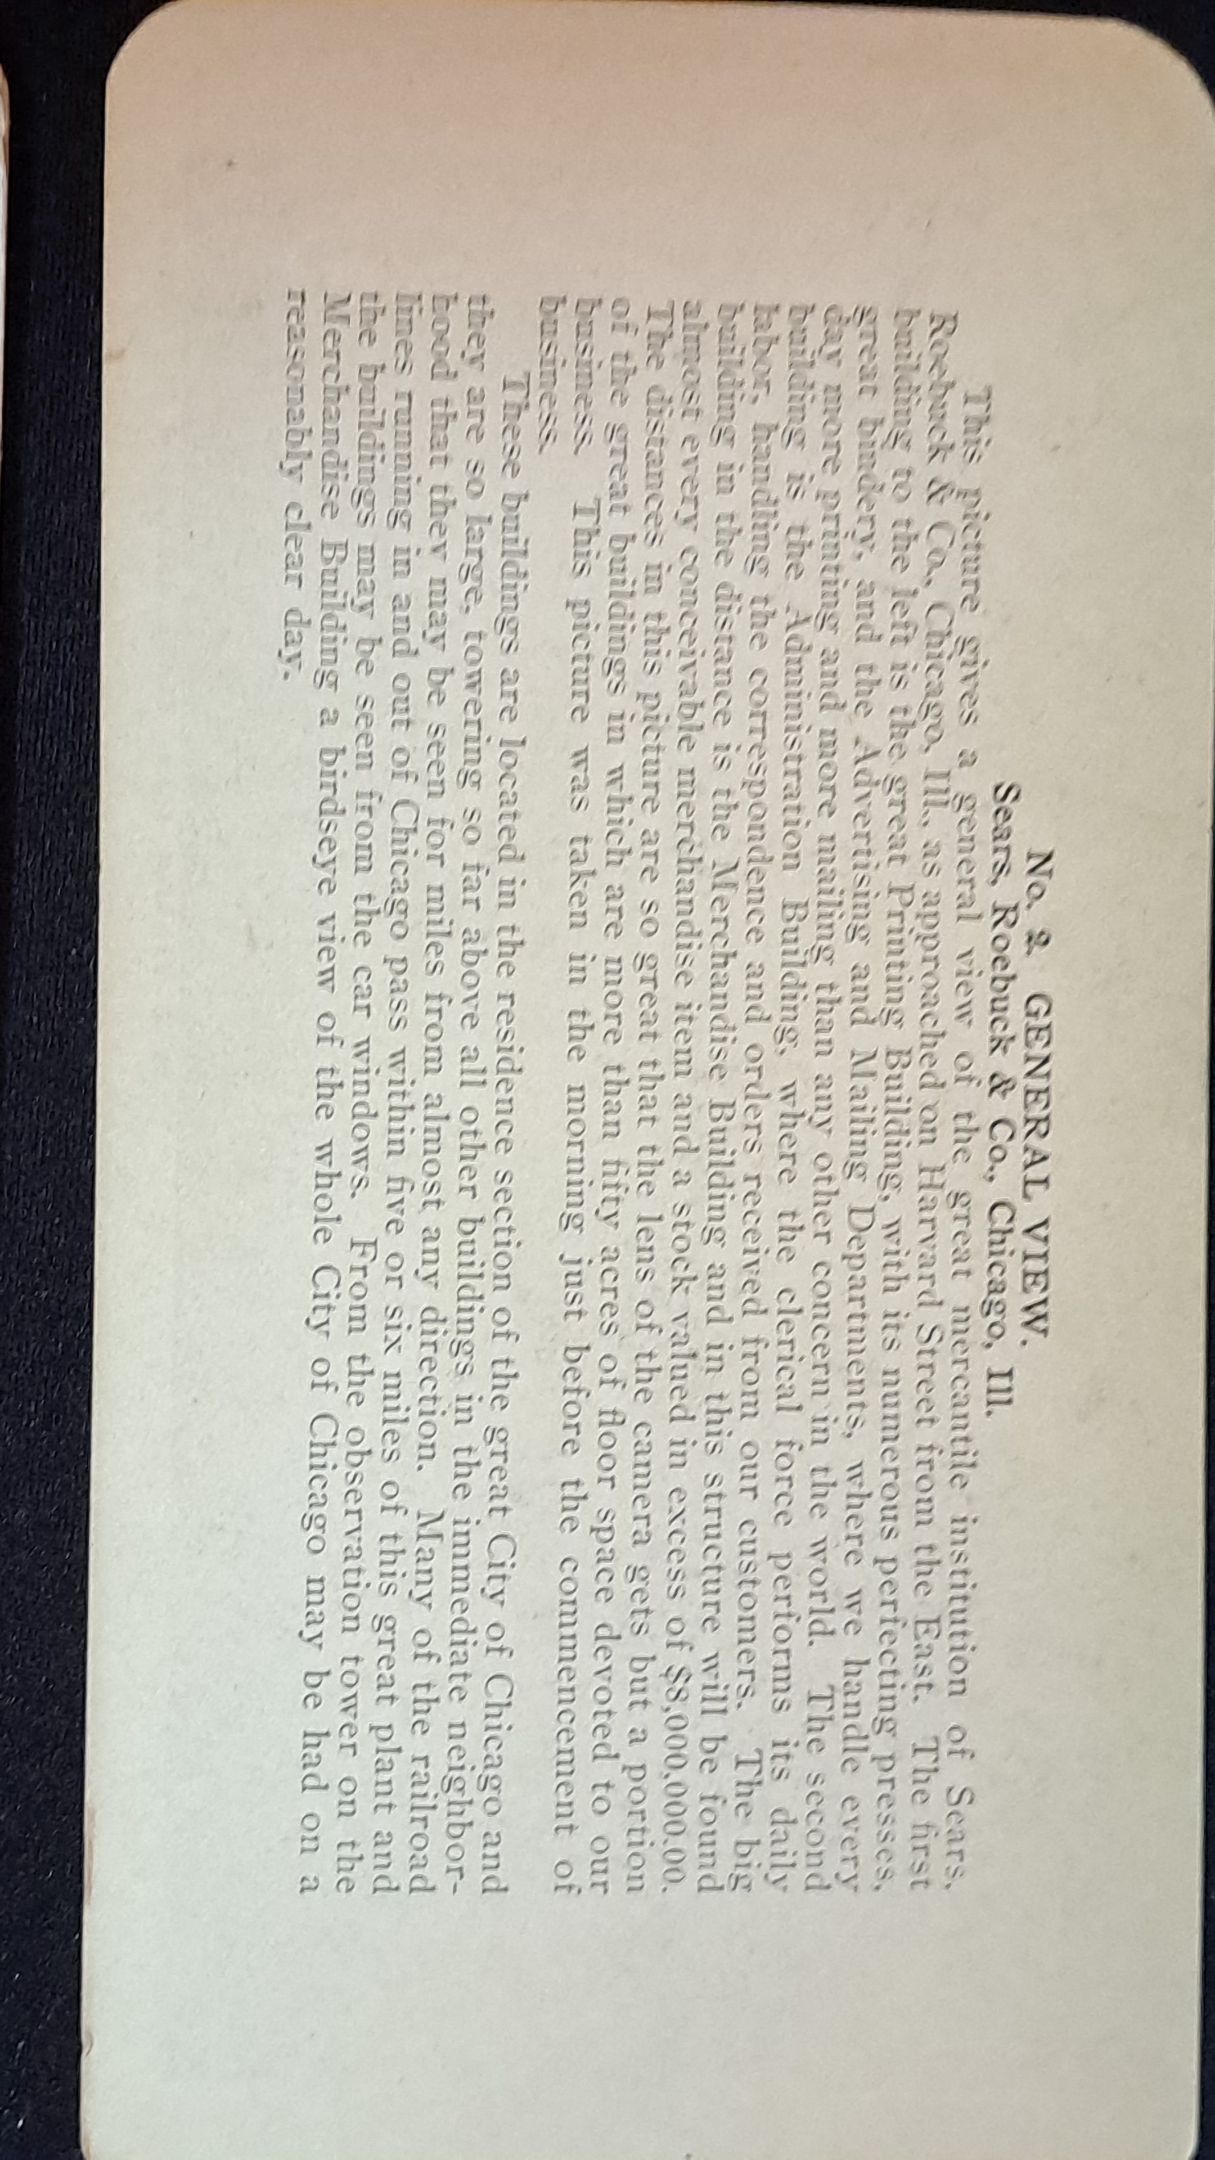 No. 2. GENERAL VIEW.
Sears, Roebuck & Co., Chicago, Ill.
This picture gives a general view of the great mercantile institution of Sears,
Roebuck & Co., Chicago, Ill., as approached on Harvard Street from the East. The first
building to the left is the great Printing Building, with its numerous perfecting presses,
great bindery, and the Advertising and Mailing Departments, where we handle every
day more printing and more mailing than any other concern in the world. The second
building is the Administration Building, where the clerical force performs its daily
labor, handling the correspondence and orders received from our customers. The big
building in the distance is the Merchandise Building and in this structure will be found
almost every conceivable merchandise item and a stock valued in excess of $8,000,000.00.
The distances in this picture are so great that the lens of the camera gets but a portion
of the great buildings in which are more than fifty acres of floor space devoted to our
business. This picture was taken in the morning just before the commencement of
business.
These buildings are located in the residence section of the great City of Chicago and
they are so large, towering so far above all other buildings in the immediate neighbor-
hood that they may be seen for miles from almost any direction. Many of the railroad
lines running in and out of Chicago pass within five or six miles of this great plant and
the buildings may be seen from the car windows. From the observation tower on the
Merchandise Building a birdseye view of the whole City of Chicago may be had on a
reasonably clear day.